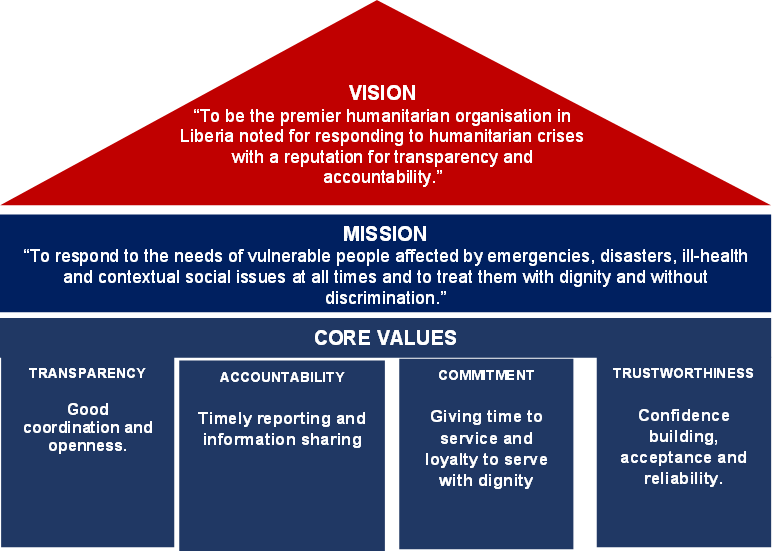 VISION
“To be the premier humanitarian organisation in
Liberia noted for responding to humanitarian crises
with a reputation for transparency and
accountability.”
MISSION
“To respond to the needs of vulnerable people affected by emergencies, disasters, ill-health
and contextual social issues at all times and to treat them with dignity and without
discrimination.”
CORE VALUES
TRANSPARENCY
Good
coordination and
openness.
ACCOUNTABILITY
Timely reporting and
information sharing
COMMITMENT
Giving time to
service and
loyalty to serve
with dignity
TRUSTWORTHINESS
Confidence
building,
acceptance and
reliability.